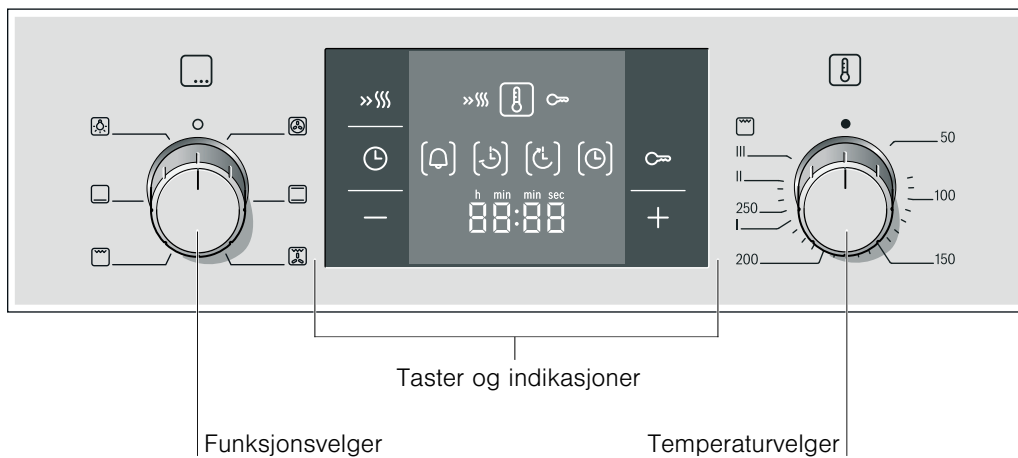 h min min sec
88:88
50
100
150
200
250
I
II
III
Taster og indikasjoner
Funksjonsvelger Temperaturvelger